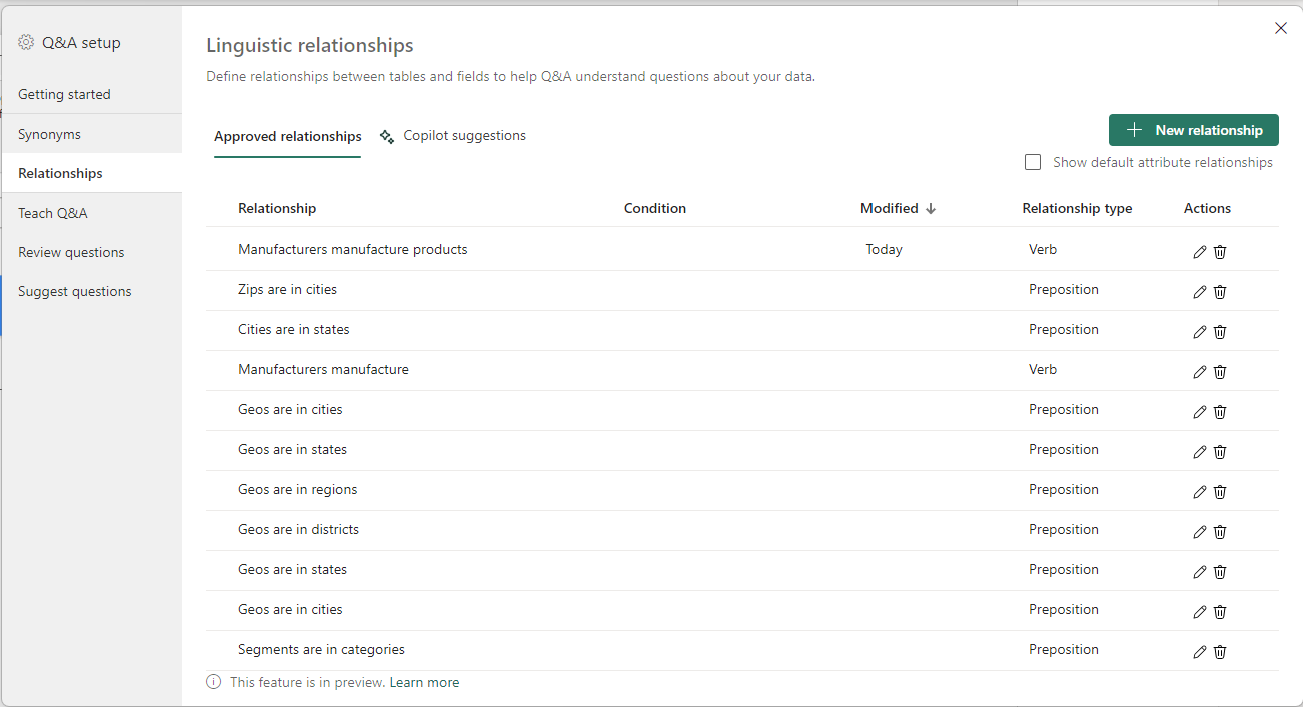 Q&A setup
Getting started
Synonyms
Relationships
Teach Q&A
Review questions
Suggest questions
Linguistic relationships
Define relationships between tables and fields to help Q&A understand questions about your data.
Approved relationships Copilot suggestions
New relationship
Show default attribute relationships
Relationship Condition Modified Relationship type Actions
Manufacturers manufacture products Today Verb
Zips are in cities Preposition
Cities are in states Preposition
Manufacturers manufacture Verb
Geos are in cities Preposition
Geos are in states Preposition
Geos are in regions Preposition
Geos are in districts Preposition
Geos are in states Preposition
Geos are in cities Preposition
Segments are in categories Preposition
This feature is in preview. Learn more